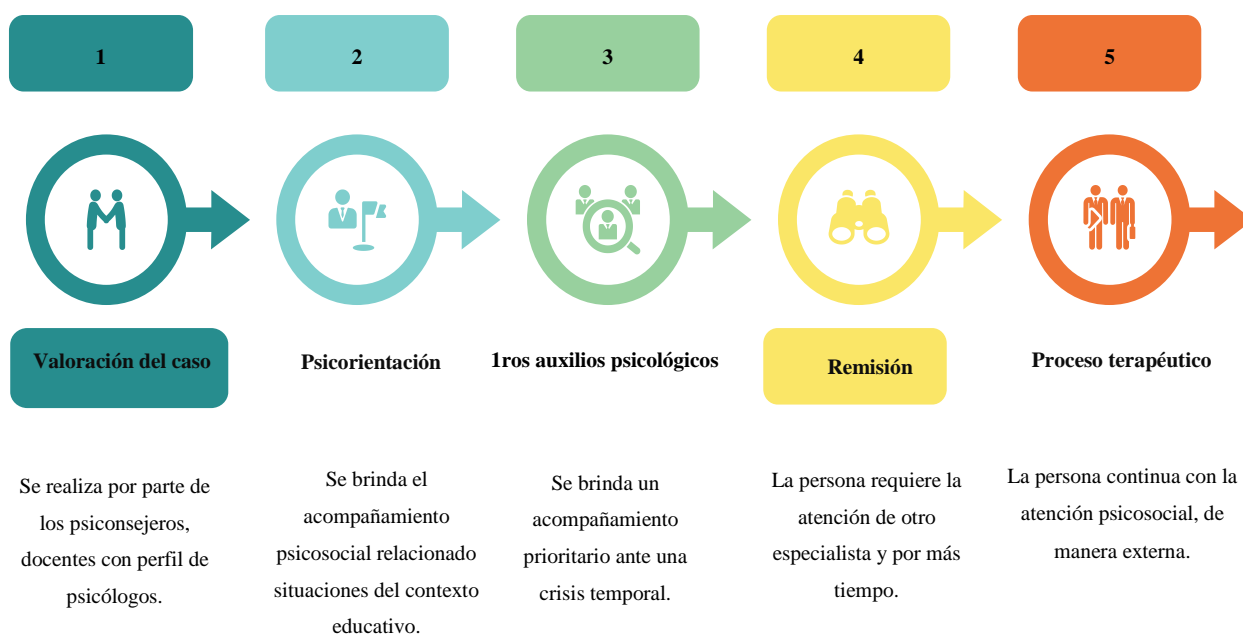 1
2
3
4
5
Valoración del caso
Psicorientación
1ros auxilios psicológicos
Remisión
Proceso terapéutico
Se realiza por parte de
los psiconsejeros,
docentes con perfil de
psicólogos.
Se brinda el
acompañamiento
psicosocial relacionado
situaciones del contexto
educativo.
Se brinda un
acompañamiento
prioritario ante una
crisis temporal.
La persona requiere la
atención de otro
especialista y por más
tiempo.
La persona continua con la
atención psicosocial, de
manera externa.